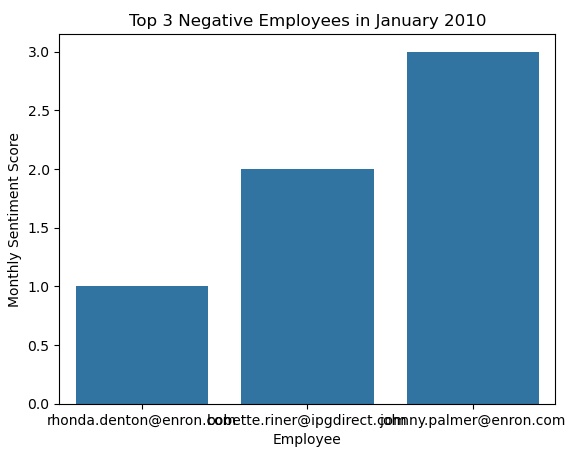 Top 3 Negative Employees in January 2010
Monthly Sentiment Score
3.0
2.5
2.0
1.5
1.0
0.5
0.0
rhonda.denton@enron.com
bobette.riner@ipgdirect.com
johnny.palmer@enron.com
Employee